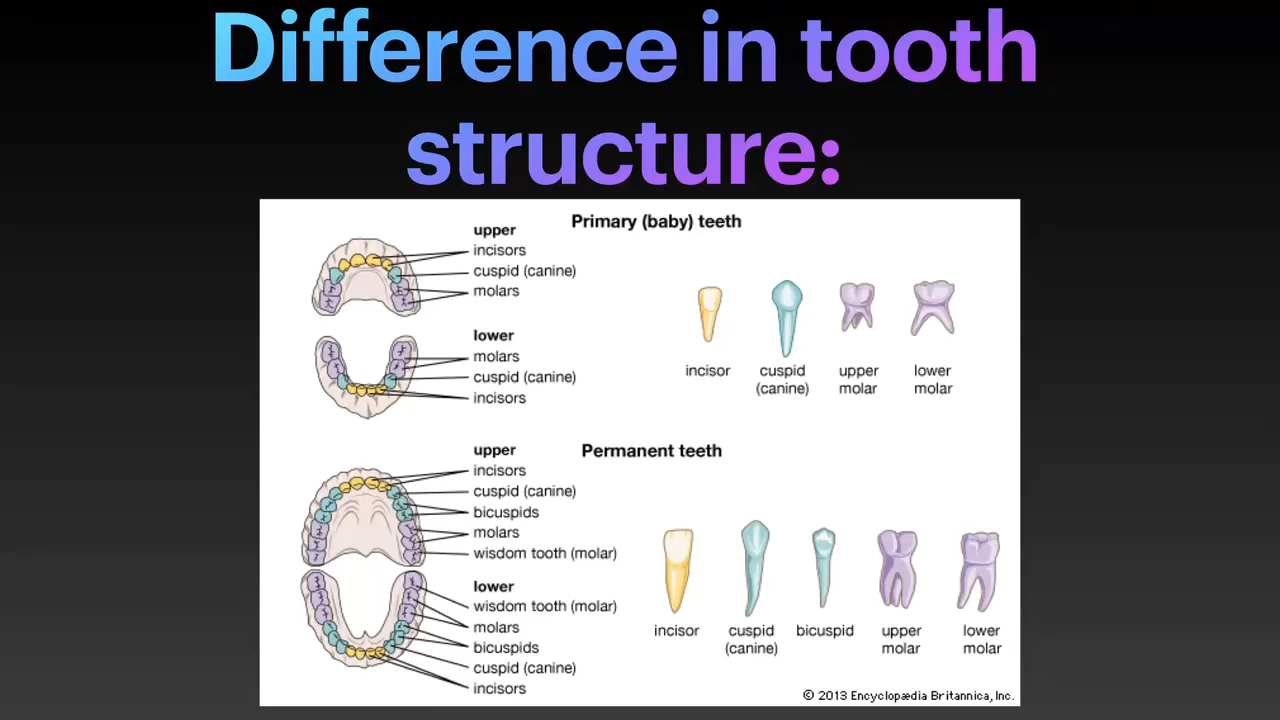 Difference in tooth
structure:
Primary (baby) teeth
upper
incisors
cuspid (canine)
molars
lower
molars
cuspid (canine)
incisors
incisor
cuspid
(canine)
upper
molar
lower
molar
Permanent teeth
upper
incisors
cuspid (canine)
bicuspids
molars
wisdom tooth (molar)
lower
wisdom tooth (molar)
molars
bicuspids
cuspid (canine)
incisors
incisor
cuspid
(canine)
bicuspid
upper
molar
lower
molar
© 2013 Encyclopædia Britannica, Inc.